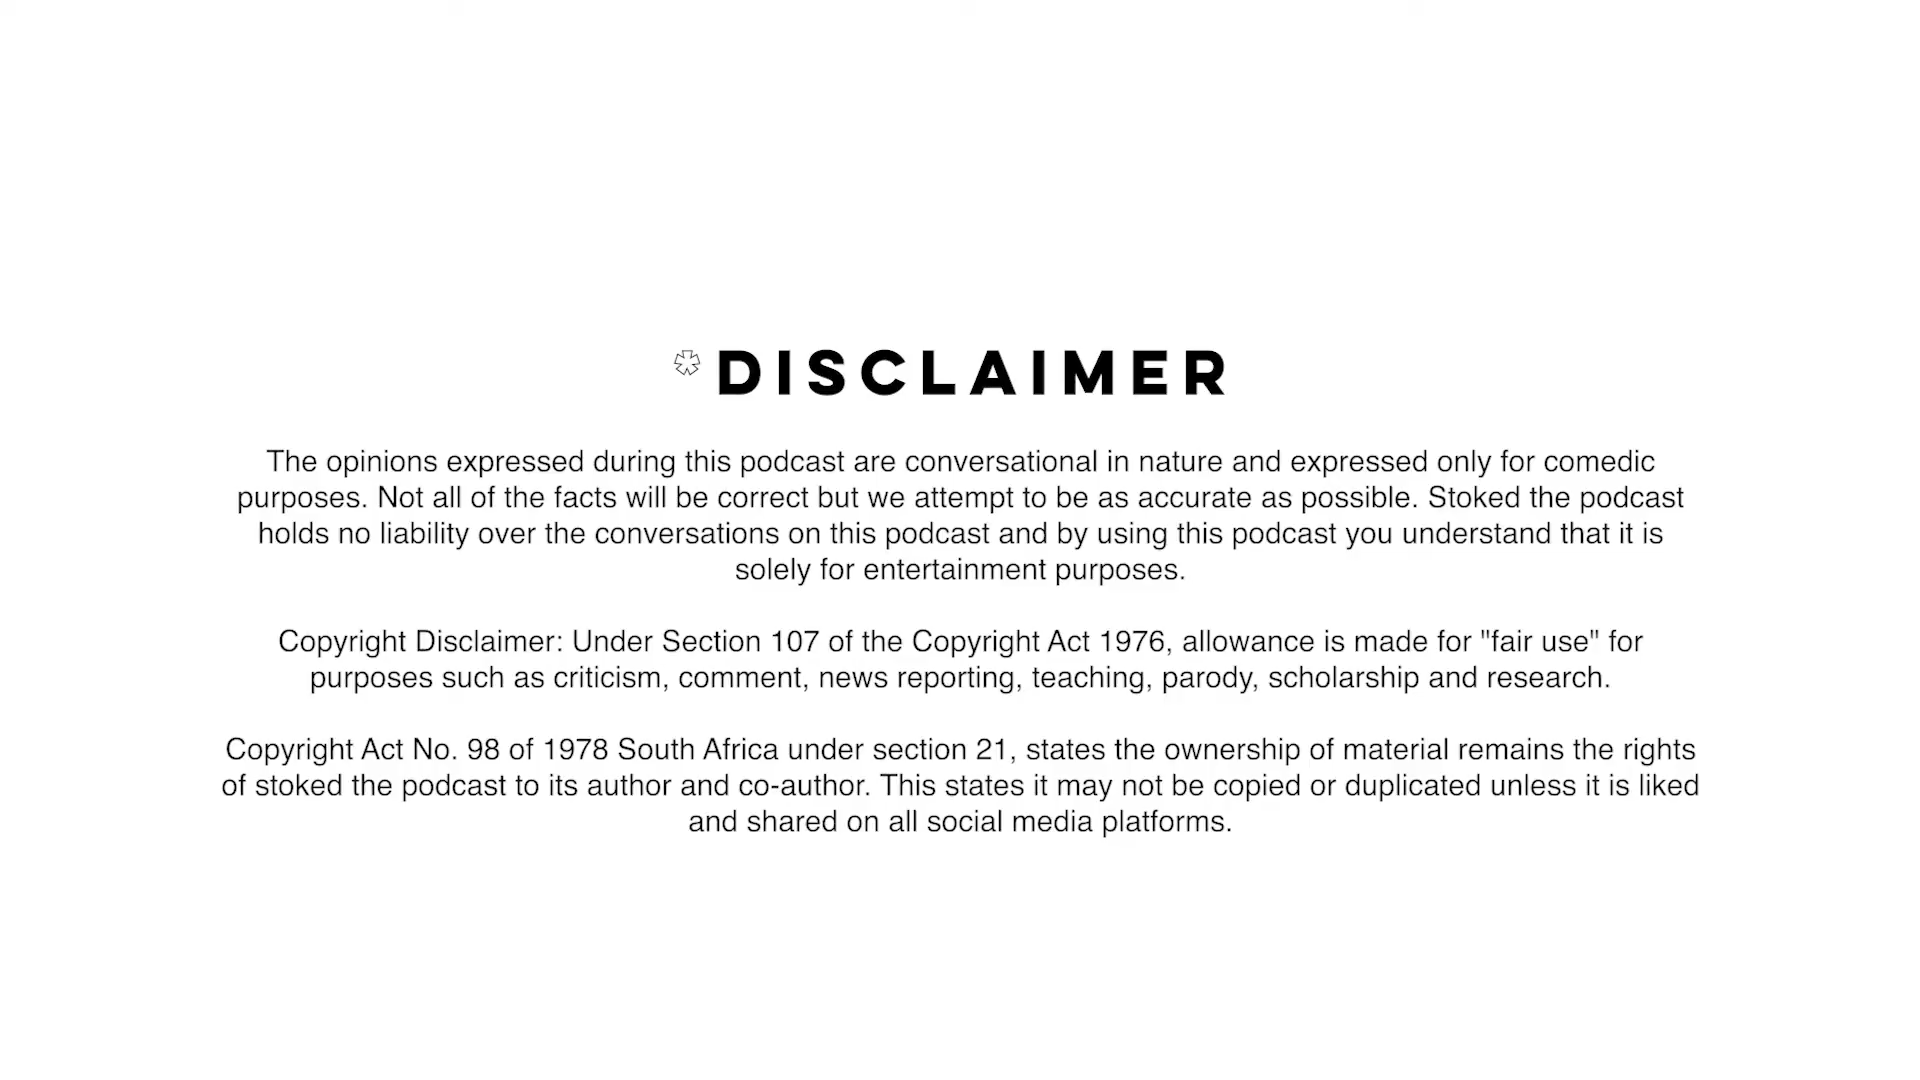 *DISCLAIMER
The opinions expressed during this podcast are conversational in nature and expressed only for comedic
purposes. Not all of the facts will be correct but we attempt to be as accurate as possible. Stoked the podcast
holds no liability over the conversations on this podcast and by using this podcast you understand that it is
solely for entertainment purposes.
Copyright Disclaimer: Under Section 107 of the Copyright Act 1976, allowance is made for "fair use" for
purposes such as criticism, comment, news reporting, teaching, parody, scholarship and research.
Copyright Act No. 98 of 1978 South Africa under section 21, states the ownership of material remains the rights
of stoked the podcast to its author and co-author. This states it may not be copied or duplicated unless it is liked
and shared on all social media platforms.